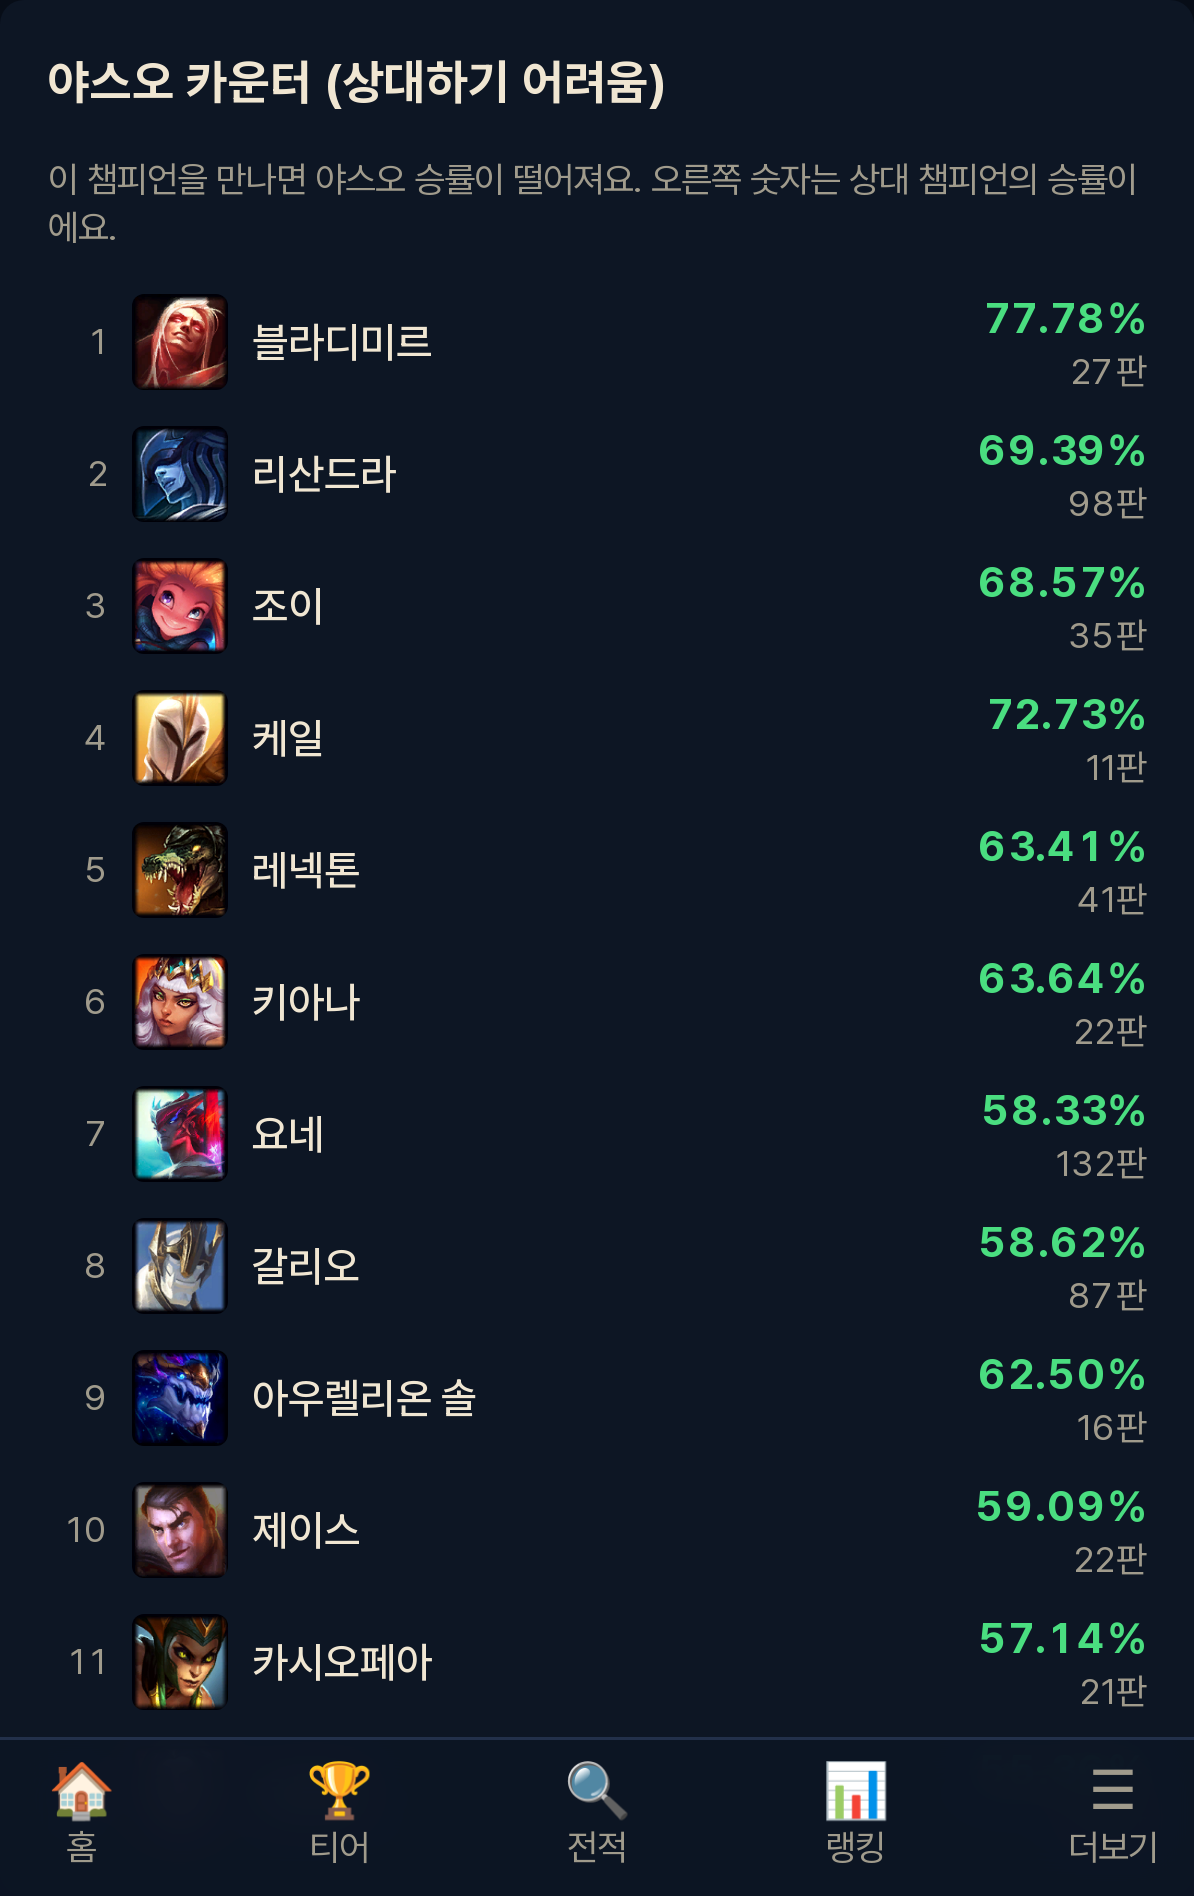 야스오 카운터 (상대하기 어려움)
이 챔피언을 만나면 야스오 승률이 떨어져요. 오른쪽 숫자는 상대 챔피언의 승률이
에요.
1 블라디미르 77.78%
27판
2 리산드라 69.39%
98판
3 조이 68.57%
35판
4 케일 72.73%
11판
5 레넥톤 63.41%
41판
6 키아나 63.64%
22판
7 요네 58.33%
132판
8 갈리오 58.62%
87판
9 아우렐리온 솔 62.50%
16판
10 제이스 59.09%
22판
11 카시오페아 57.14%
21판
홈 티어 전적 랭킹 더보기